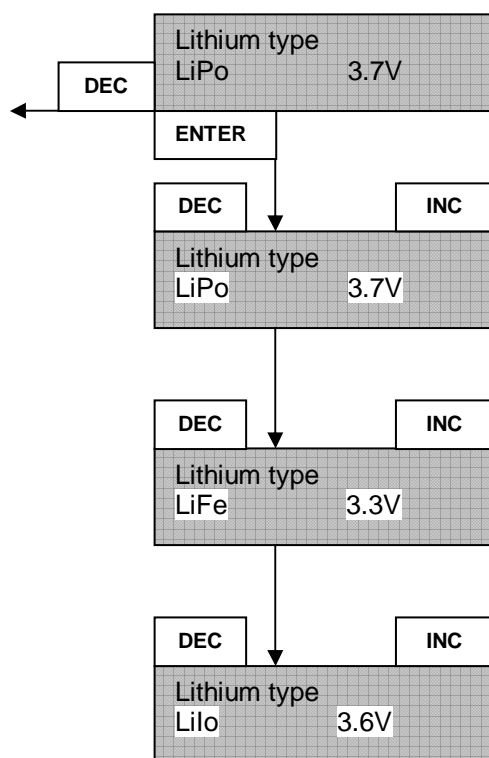 Lithium type
LiPo 3.7V
DEC
ENTER
DEC INC
Lithium type
LiPo 3.7V
DEC INC
Lithium type
LiFe 3.3V
DEC INC
Lithium type
LiIo 3.6V